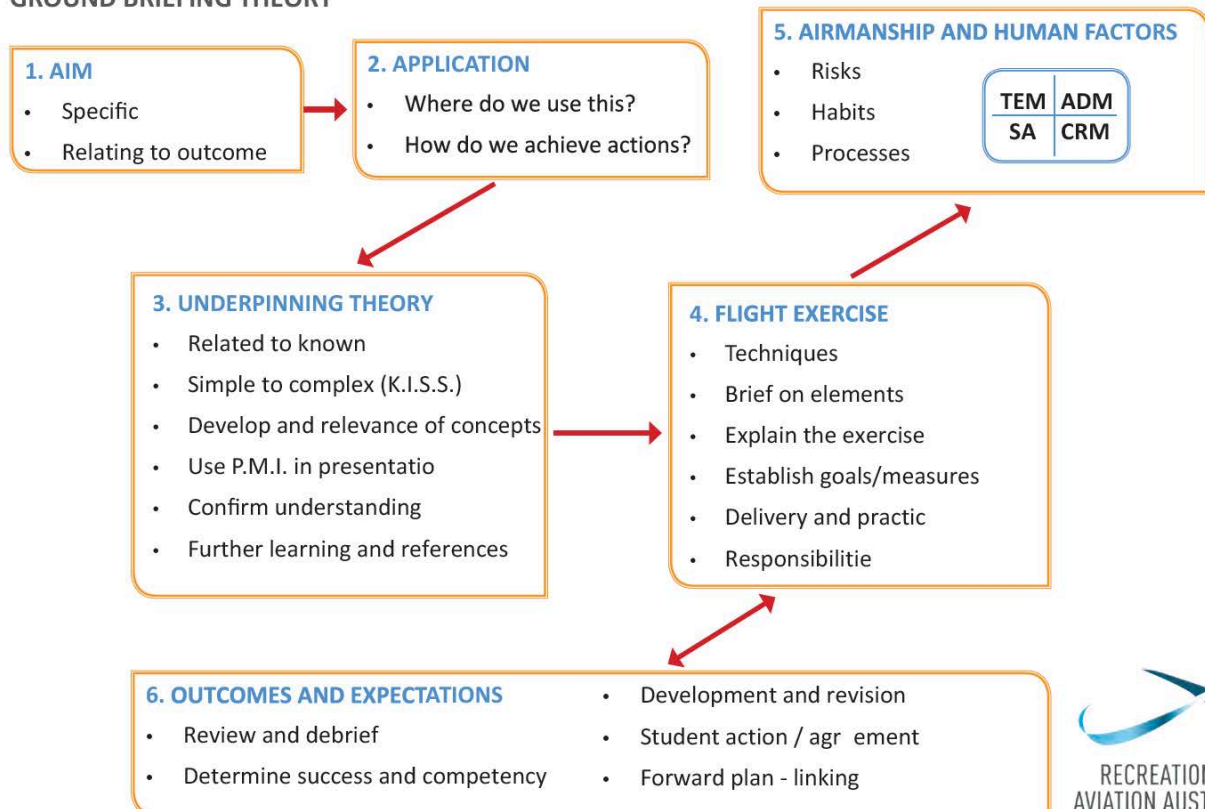 GROUND BRIEFING THEORY
1. AIM
• Specific
• Relating to outcome
2. APPLICATION
• Where do we use this?
• How do we achieve actions?
5. AIRMANSHIP AND HUMAN FACTORS
• Risks
• Habits
• Processes
TEM ADM
SA CRM
3. UNDERPINNING THEORY
• Related to known
• Simple to complex (K.I.S.S.)
• Develop and relevance of concepts
• Use P.M.I. in presentatio
• Confirm understanding
• Further learning and references
4. FLIGHT EXERCISE
• Techniques
• Brief on elements
• Explain the exercise
• Establish goals/measures
• Delivery and practic
• Responsibilitie
6. OUTCOMES AND EXPECTATIONS
• Review and debrief
• Determine success and competency
• Development and revision
• Student action / agr ement
• Forward plan - linking
RECREATION
AVIATION AUST